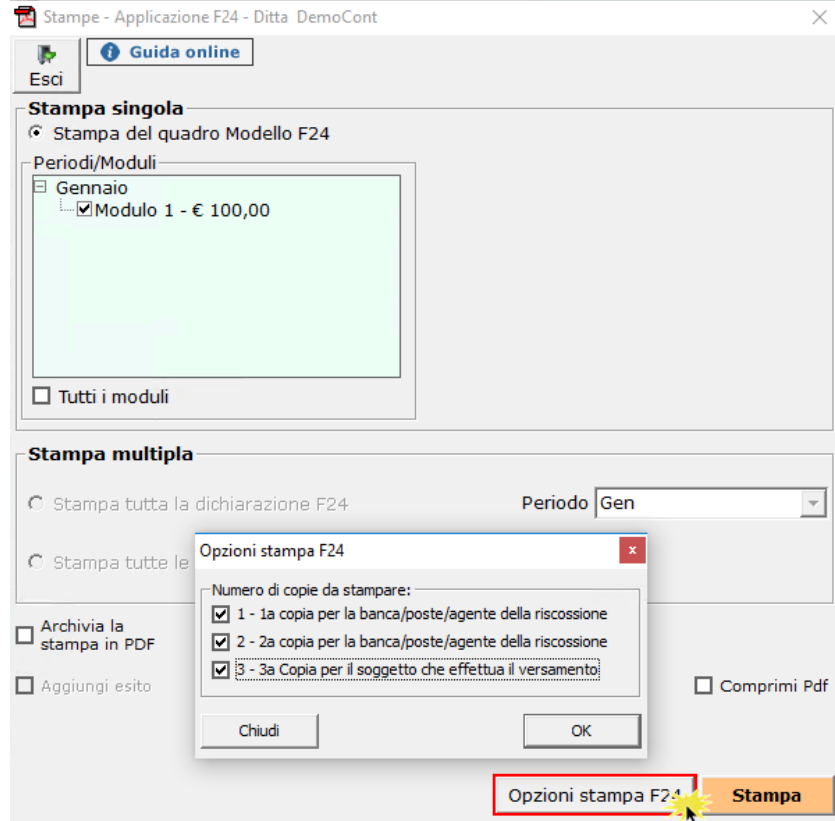 Stampe - Applicazione F24 - Ditta DemoCont
Guida online
Esci
Stampa singola
Stampa del quadro Modello F24
Periodi/Moduli
Gennaio
Modulo 1 - € 100,00
Tutti i moduli
Stampa multipla
Stampa tutta la dichiarazione F24
Periodo Gen
Stampa tutte le
Opzioni stampa F24
x
Numero di copie da stampare:
1 - 1a copia per la banca/poste/agente della riscossione
2 - 2a copia per la banca/poste/agente della riscossione
3 - 3a Copia per il soggetto che effettua il versamento
Chiudi
OK
Archivia la
stampa in PDF
Aggiungi esito
Comprimi Pdf
Opzioni stampa F24
Stampa